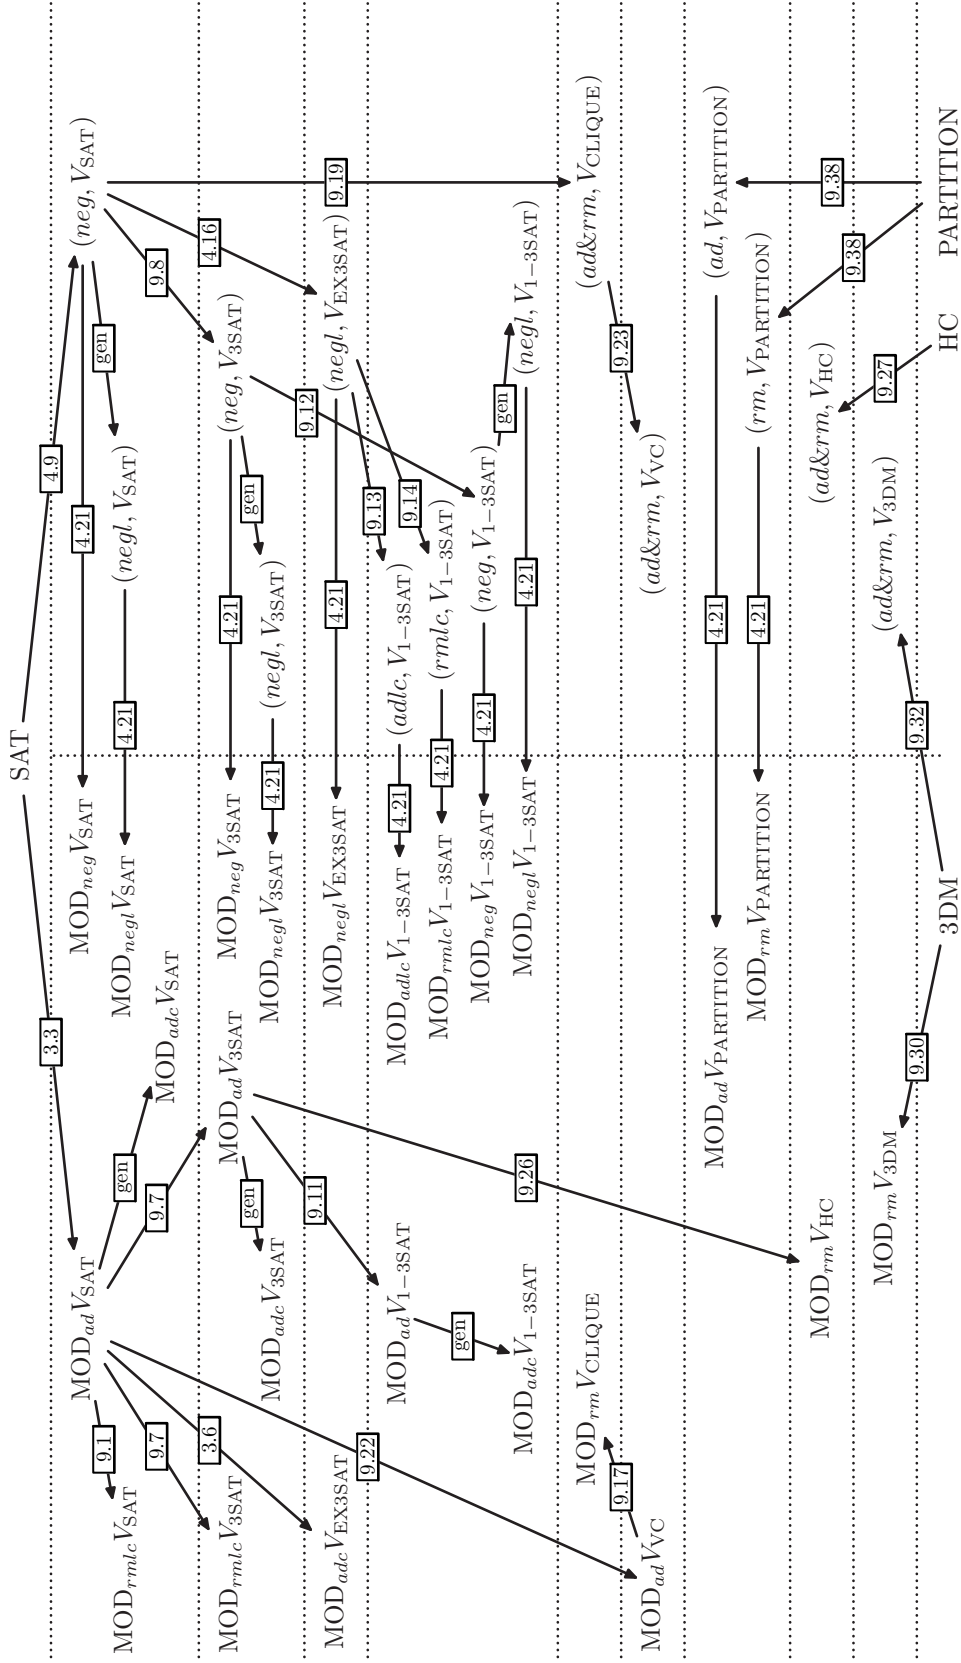 SAT
3.3 4.9
MOD_ad V_SAT MOD_neg V_SAT 4.21 (neg, V_SAT)
9.1 gen
MOD_rmlc V_SAT gen MOD_negl V_SAT 4.21 (negl, V_SAT)
9.7 9.7 MOD_adc V_SAT 9.8
3.6 4.16
MOD_rmlc V_3SAT MOD_ad V_3SAT MOD_neg V_3SAT 4.21 (neg, V_3SAT)
gen gen
MOD_adc V_3SAT MOD_negl V_3SAT 4.21 (negl, V_3SAT)
9.11 9.12
MOD_adc V_EX3SAT MOD_negl V_EX3SAT 4.21 (negl, V_EX3SAT) 9.19
9.22 9.13
MOD_ad V_1−3SAT MOD_adlc V_1−3SAT 4.21 (adlc, V_1−3SAT) 9.14
MOD_rmlc V_1−3SAT 4.21 (rmlc, V_1−3SAT)
gen
MOD_neg V_1−3SAT 4.21 (neg, V_1−3SAT)
gen
MOD_adc V_1−3SAT 9.26 MOD_negl V_1−3SAT 4.21 (negl, V_1−3SAT)
MOD_rm V_CLIQUE (ad&rm, V_CLIQUE)
9.17 9.23
MOD_ad V_VC (ad&rm, V_VC)
MOD_ad V_PARTITION 4.21 (ad, V_PARTITION)
MOD_rm V_PARTITION 4.21 (rm, V_PARTITION)
MOD_rm V_HC (ad&rm, V_HC) 9.38
9.38
MOD_rm V_3DM (ad&rm, V_3DM) 9.27
9.30 9.32
3DM HC PARTITION